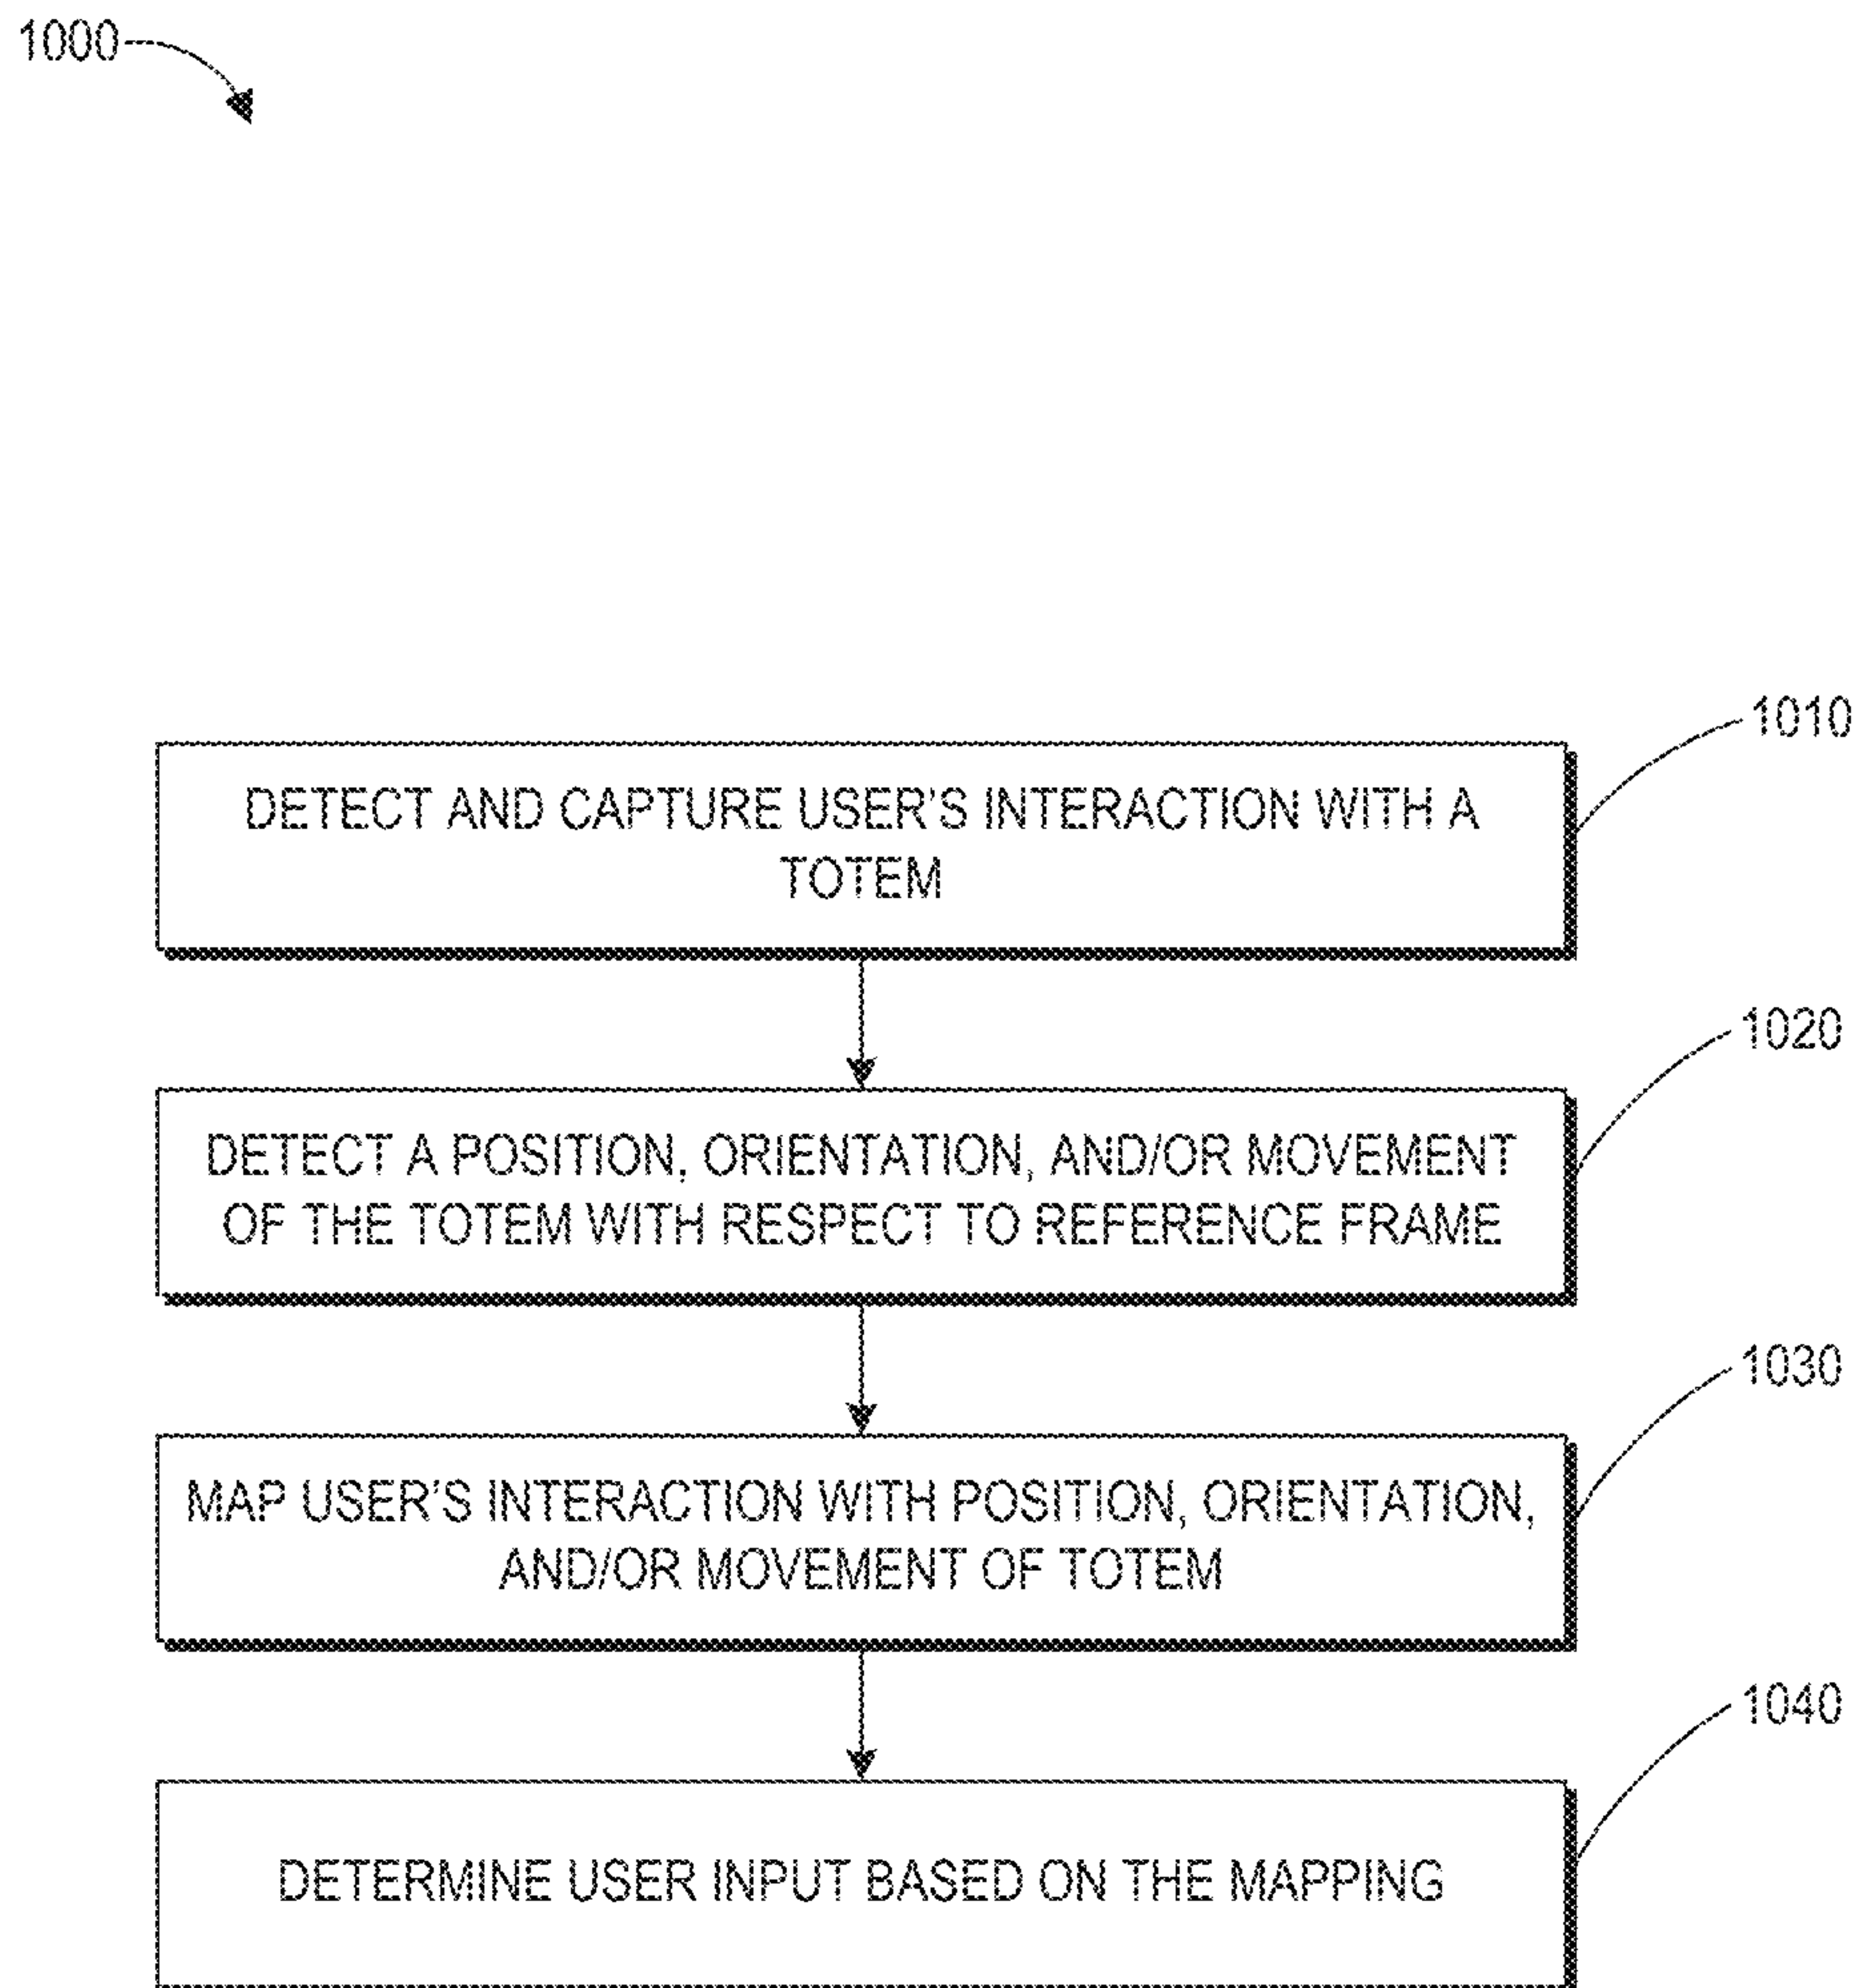 1000
1010
DETECT AND CAPTURE USER'S INTERACTION WITH A
TOTEM
1020
DETECT A POSITION, ORIENTATION, AND/OR MOVEMENT
OF THE TOTEM WITH RESPECT TO REFERENCE FRAME
1030
MAP USER'S INTERACTION WITH POSITION, ORIENTATION,
AND/OR MOVEMENT OF TOTEM
1040
DETERMINE USER INPUT BASED ON THE MAPPING